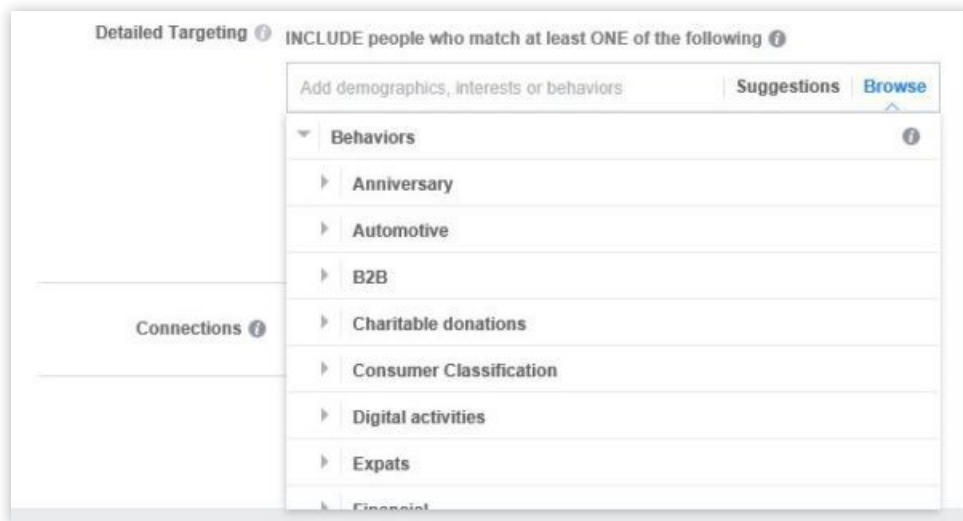 Detailed Targeting
INCLUDE people who match at least ONE of the following
Add demographics, interests or behaviors Suggestions Browse
Behaviors
Anniversary
Automotive
B2B
Charitable donations
Connections
Consumer Classification
Digital activities
Expats
Financial